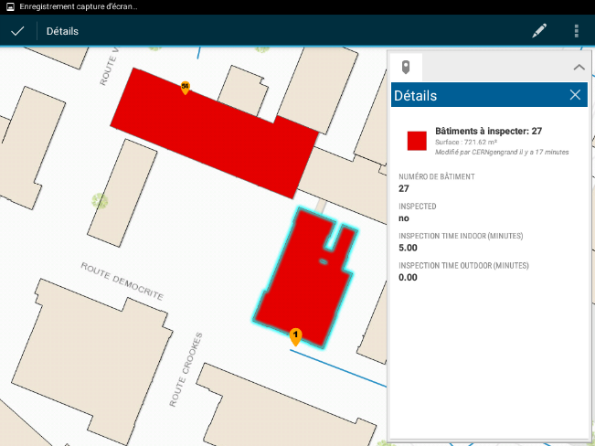 Enregistrement capture d'écran..
Détails
ROUTE
56
Détails
Bâtiments à inspecter: 27
Surface : 721.62 m²
Modifié par CERNgengrand il y a 17 minutes
NUMÉRO DE BÂTIMENT
27
INSPECTED
no
INSPECTION TIME INDOOR (MINUTES)
5.00
INSPECTION TIME OUTDOOR (MINUTES)
0.00
ROUTE DEMOCRITE
ROUTE CROOKES
1